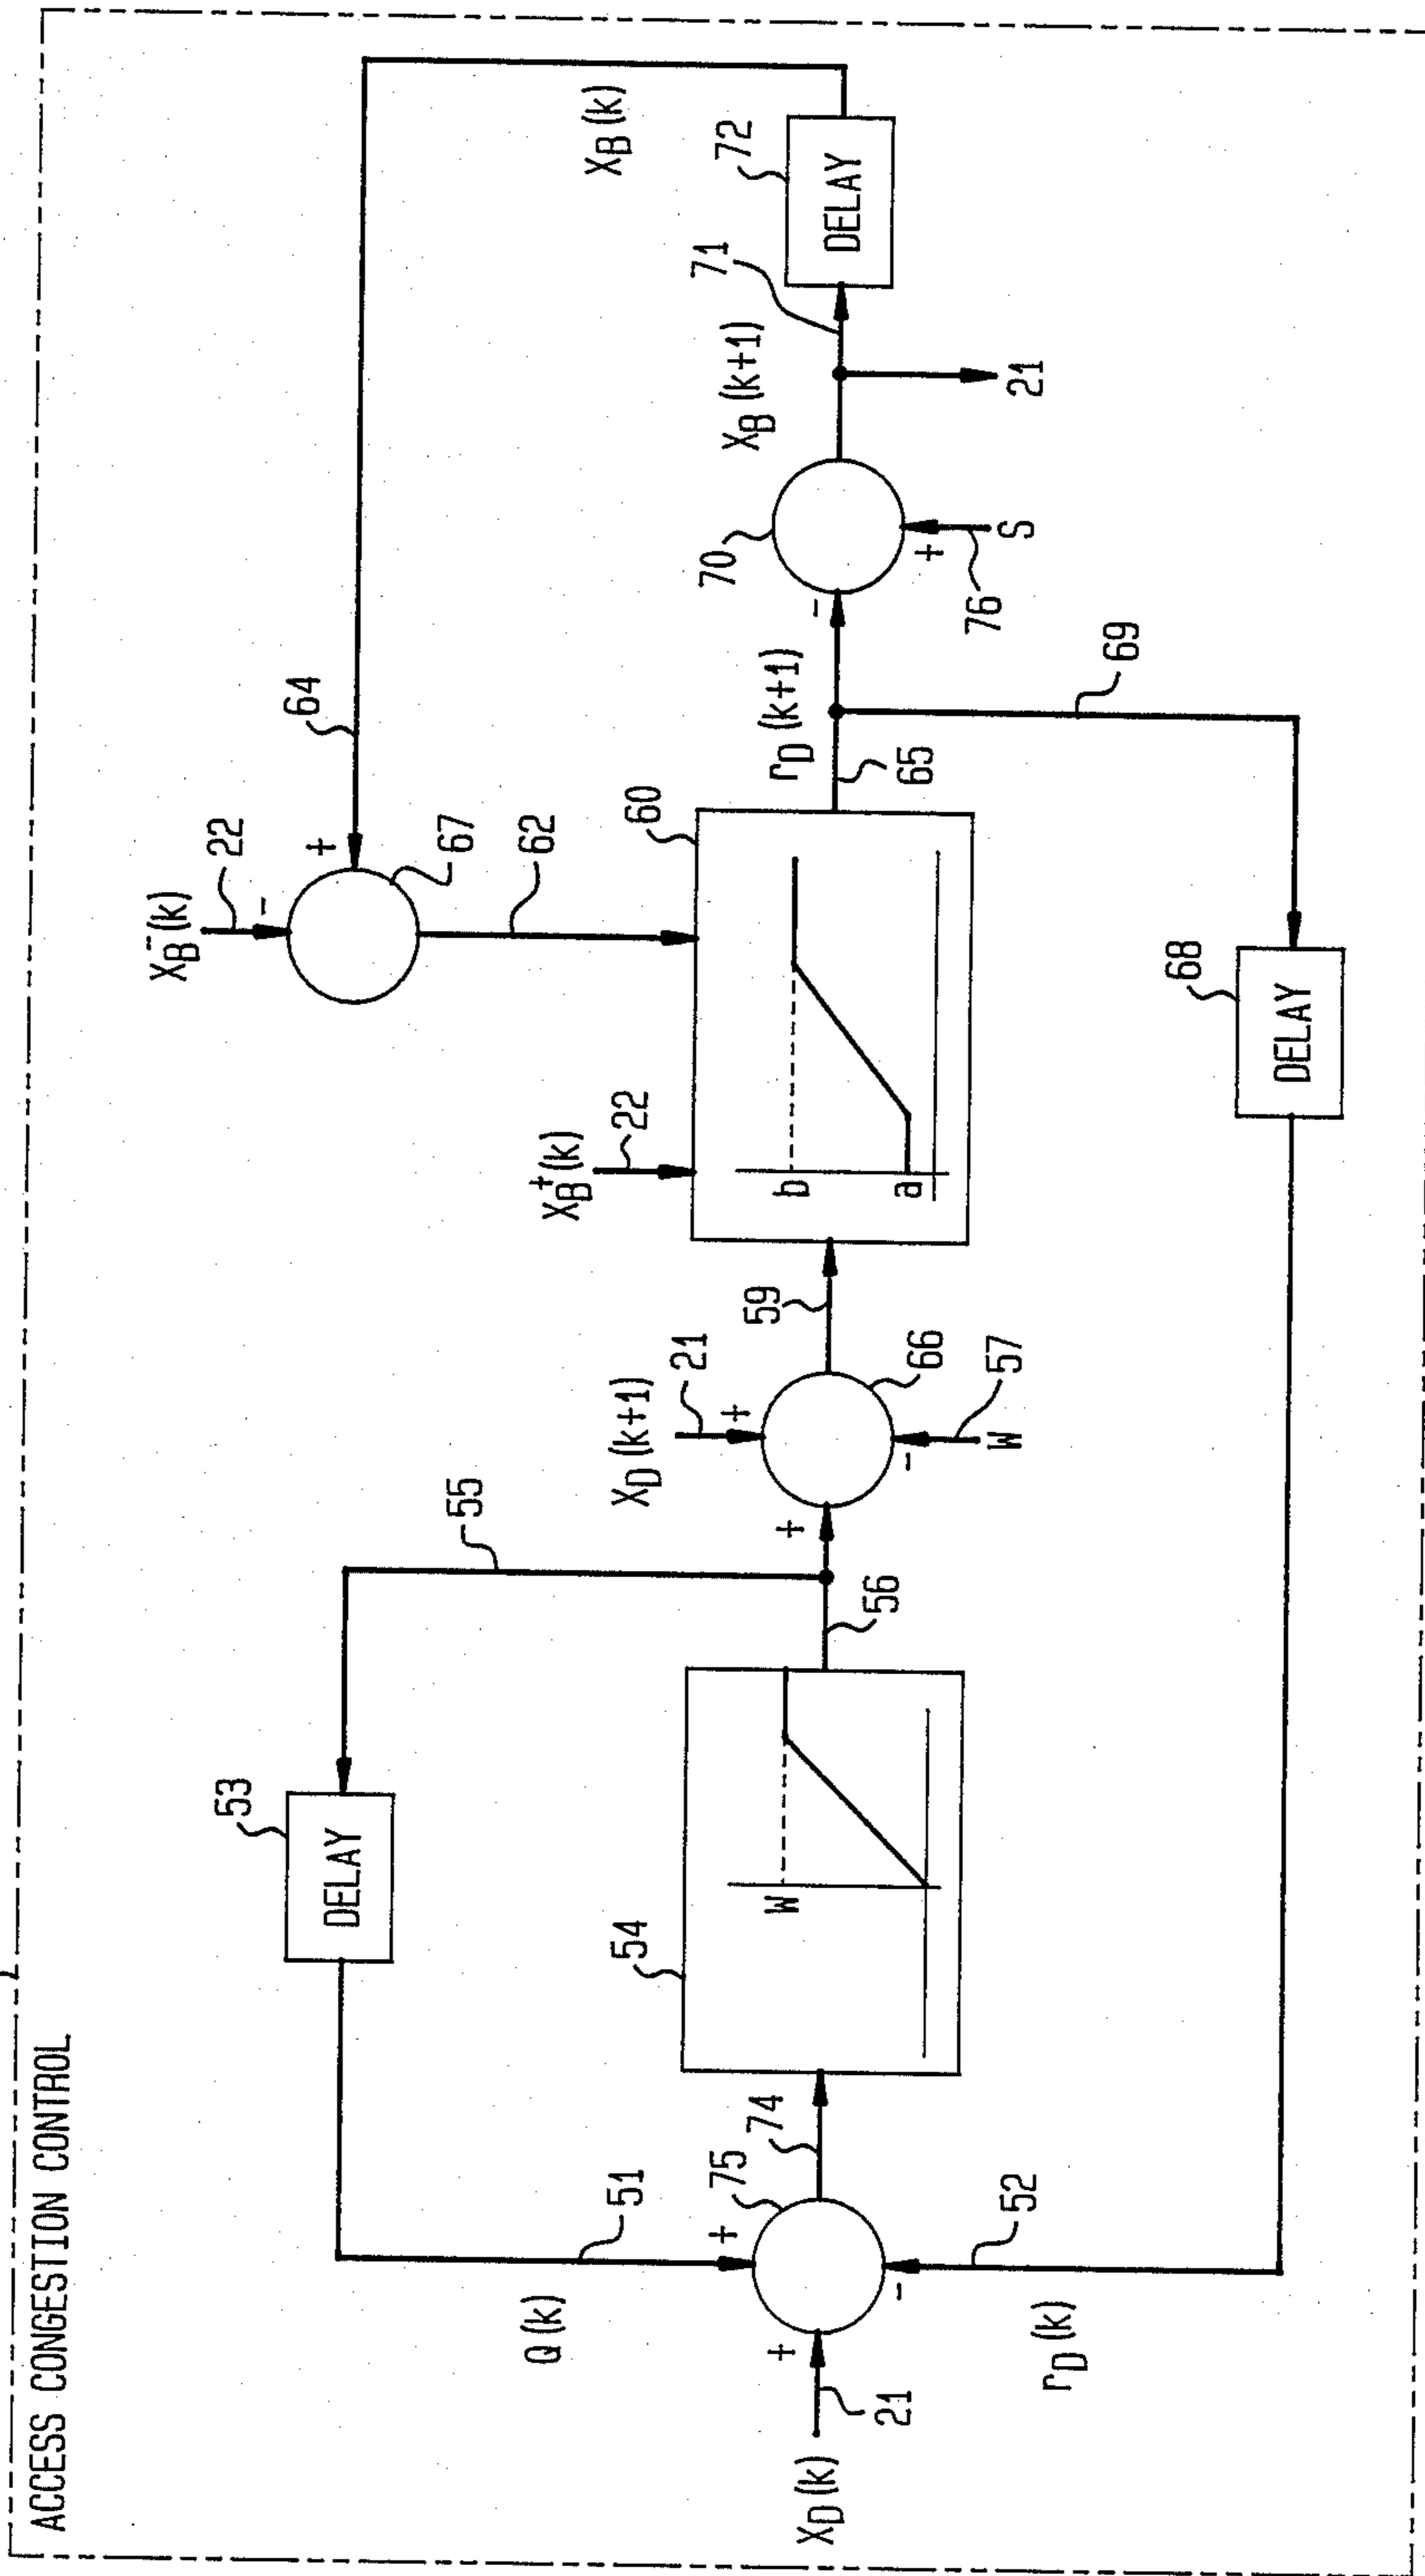 ACCESS CONGESTION CONTROL
X_B(k)
64
72
DELAY
71
X_B(k+1)
21
70
-
+
76
S
X_B^-(k)
22
-
+
67
62
60
r_D(k+1)
65
69
X_B^+(k)
22
b
a
68
DELAY
59
X_D(k+1)
21
+
66
+
-
57
W
55
56
53
DELAY
54
W
Q(k)
51
+
75
74
X_D(k)
21
+
-
52
r_D(k)